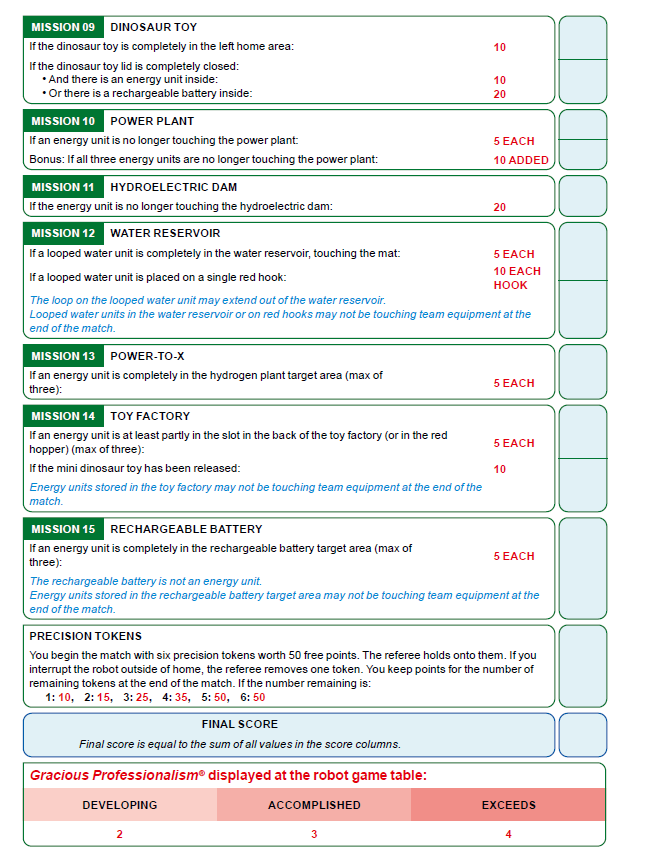 MISSION 09 DINOSAUR TOY
If the dinosaur toy is completely in the left home area: 10
If the dinosaur toy lid is completely closed:
• And there is an energy unit inside: 10
• Or there is a rechargeable battery inside: 20
MISSION 10 POWER PLANT
If an energy unit is no longer touching the power plant: 5 EACH
Bonus: If all three energy units are no longer touching the power plant: 10 ADDED
MISSION 11 HYDROELECTRIC DAM
If the energy unit is no longer touching the hydroelectric dam: 20
MISSION 12 WATER RESERVOIR
If a looped water unit is completely in the water reservoir, touching the mat: 5 EACH
If a looped water unit is placed on a single red hook: 10 EACH
HOOK
The loop on the looped water unit may extend out of the water reservoir.
Looped water units in the water reservoir or on red hooks may not be touching team equipment at the
end of the match.
MISSION 13 POWER-TO-X
If an energy unit is completely in the hydrogen plant target area (max of
three): 5 EACH
MISSION 14 TOY FACTORY
If an energy unit is at least partly in the slot in the back of the toy factory (or in the red
hopper) (max of three): 5 EACH
If the mini dinosaur toy has been released: 10
Energy units stored in the toy factory may not be touching team equipment at the end of the
match.
MISSION 15 RECHARGEABLE BATTERY
If an energy unit is completely in the rechargeable battery target area (max of
three): 5 EACH
The rechargeable battery is not an energy unit.
Energy units stored in the rechargeable battery target area may not be touching team equipment at the
end of the match.
PRECISION TOKENS
You begin the match with six precision tokens worth 50 free points. The referee holds onto them. If you
interrupt the robot outside of home, the referee removes one token. You keep points for the number of
remaining tokens at the end of the match. If the number remaining is:
1: 10, 2: 15, 3: 25, 4: 35, 5: 50, 6: 50
FINAL SCORE
Final score is equal to the sum of all values in the score columns.
Gracious Professionalism® displayed at the robot game table:
DEVELOPING ACCOMPLISHED EXCEEDS
2 3 4